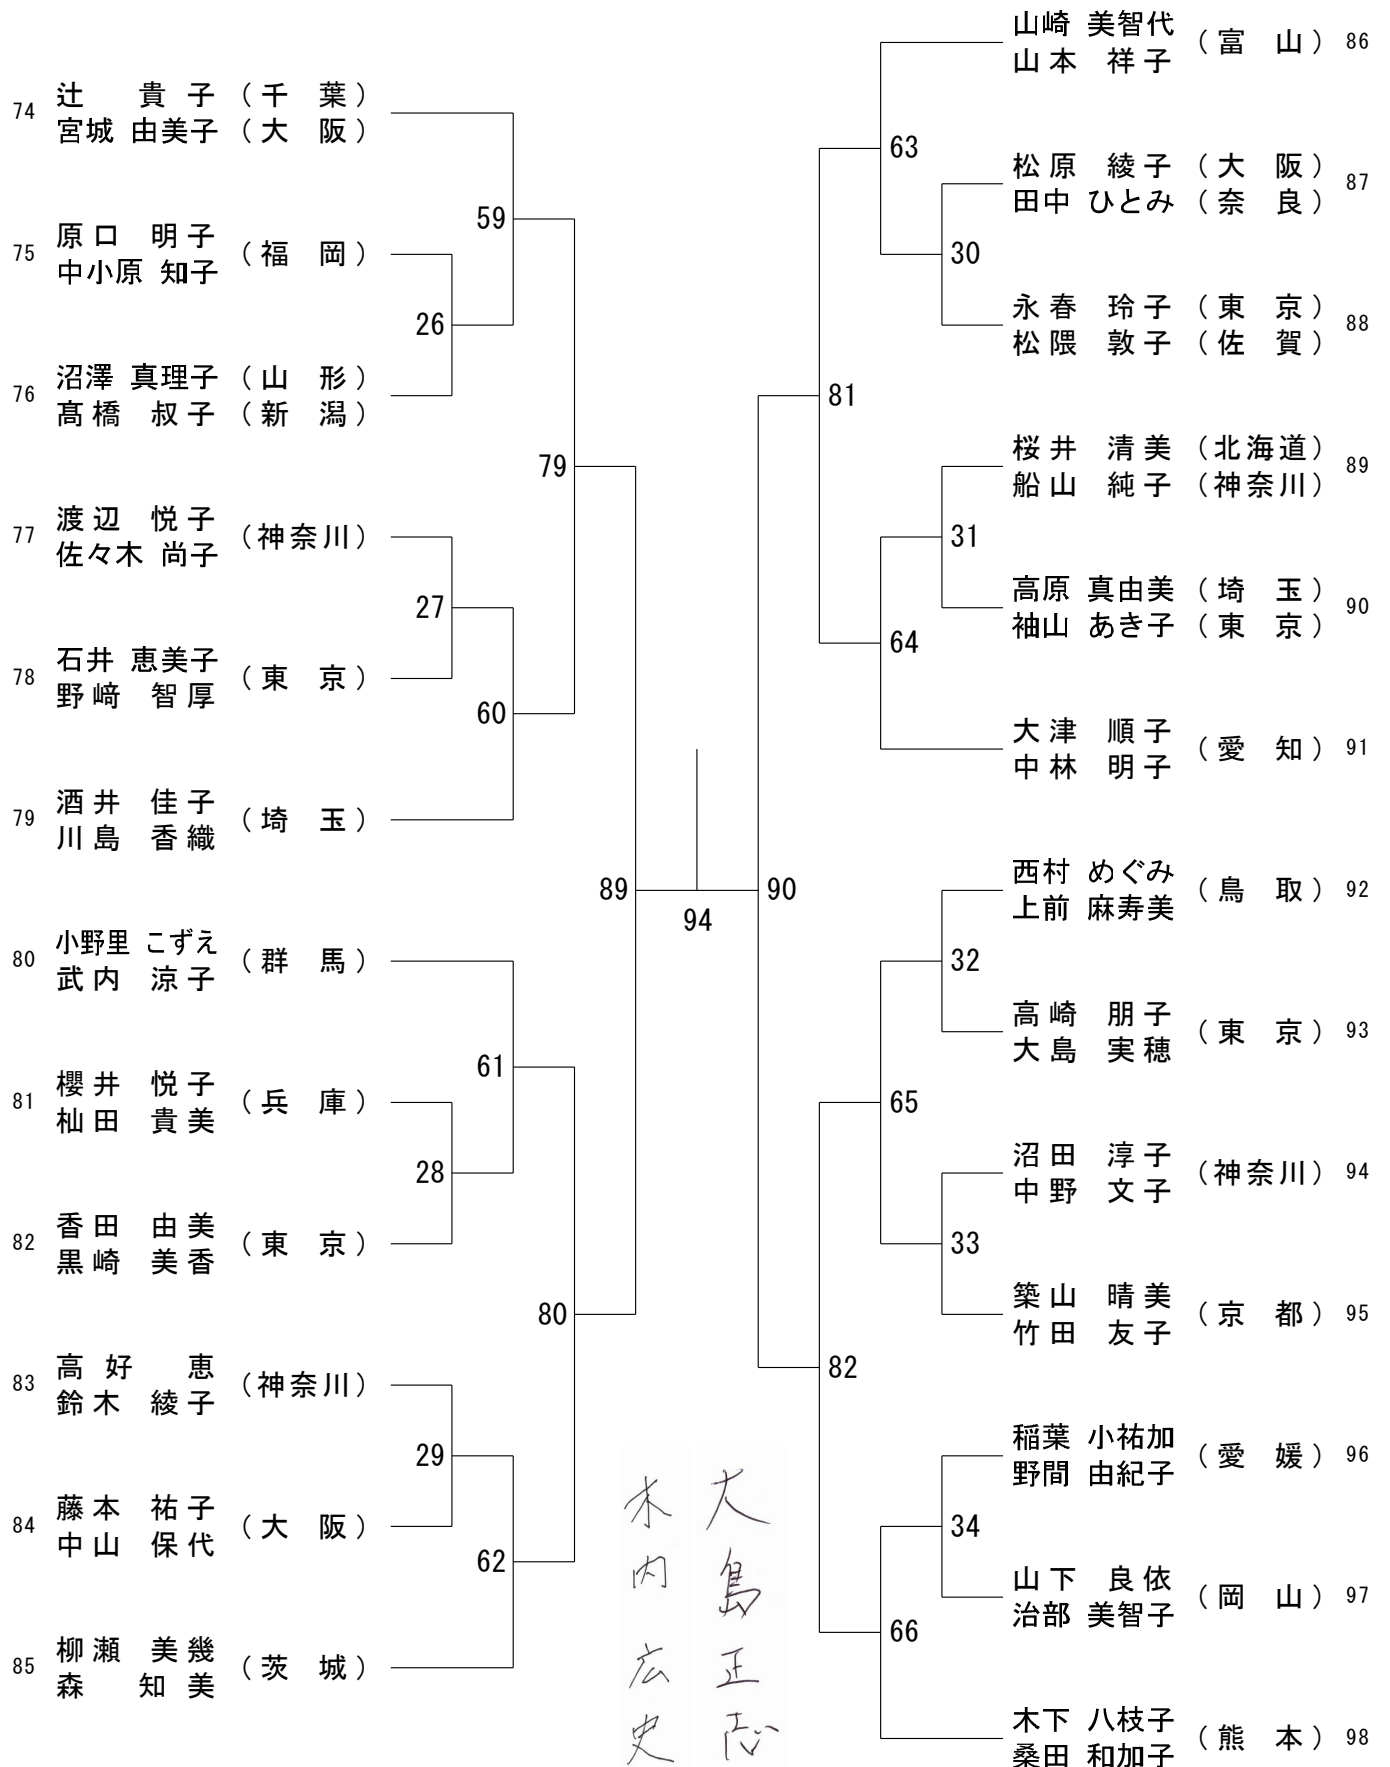 74 辻 貴子 （千 葉）
宮城 由美子 （大 阪）
59
75 原口 明子 （福 岡）
中小原 知子
26
76 沼澤 真理子 （山 形）
髙橋 叔子 （新 潟）
79
77 渡辺 悦子 （神奈川）
佐々木 尚子
27
78 石井 恵美子 （東 京）
野﨑 智厚
60
79 酒井 佳子 （埼 玉）
川島 香織
89
94
90
80 小野里 こずえ （群 馬）
武内 涼子
61
81 櫻井 悦子 （兵 庫）
杣田 貴美
28
82 香田 由美 （東 京）
黒崎 美香
80
83 高好 恵 （神奈川）
鈴木 綾子
29
84 藤本 祐子 （大 阪）
中山 保代
62
85 柳瀬 美幾 （茨 城）
森 知美
山崎 美智代 （富 山） 86
山本 祥子
63
松原 綾子 （大 阪） 87
田中 ひとみ （奈 良）
30
永春 玲子 （東 京） 88
松隈 敦子 （佐 賀）
81
桜井 清美 （北海道） 89
船山 純子 （神奈川）
31
高原 真由美 （埼 玉） 90
袖山 あき子 （東 京）
64
大津 順子 （愛 知） 91
中林 明子
西村 めぐみ （鳥 取） 92
上前 麻寿美
32
高崎 朋子 （東 京） 93
大島 実穂
65
沼田 淳子 （神奈川） 94
中野 文子
33
築山 晴美 （京 都） 95
竹田 友子
82
稲葉 小祐加 （愛 媛） 96
野間 由紀子
34
山下 良依 （岡 山） 97
治部 美智子
66
木下 八枝子 （熊 本） 98
桑田 和加子
大島正志
木内広史